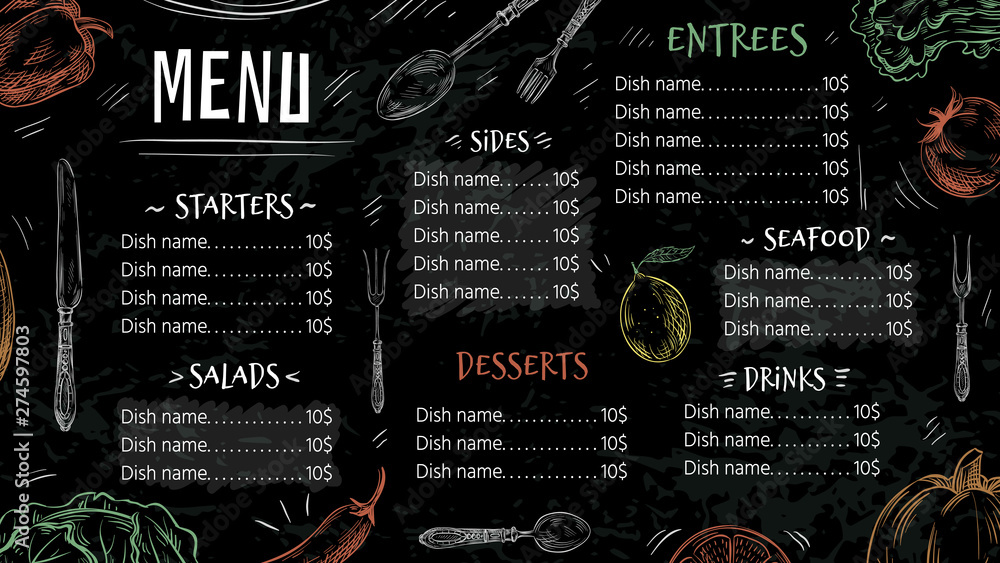 MENU
~ STARTERS ~
Dish name............. 10$
Dish name............. 10$
Dish name............. 10$
Dish name............. 10$
>SALADS<
Dish name............. 10$
Dish name............. 10$
Dish name............. 10$
SiDES
Dish name....... 10$
Dish name....... 10$
Dish name....... 10$
Dish name....... 10$
Dish name....... 10$
DESSERTS
Dish name............. 10$
Dish name............. 10$
Dish name............. 10$
ENTREES
Dish name................. 10$
Dish name................. 10$
Dish name................. 10$
Dish name................. 10$
Dish name................. 10$
~ SEAFOOD ~
Dish name.......... 10$
Dish name.......... 10$
Dish name.......... 10$
DRiNKS
Dish name........... 10$
Dish name........... 10$
Dish name........... 10$
Adobe Stock | #274597803